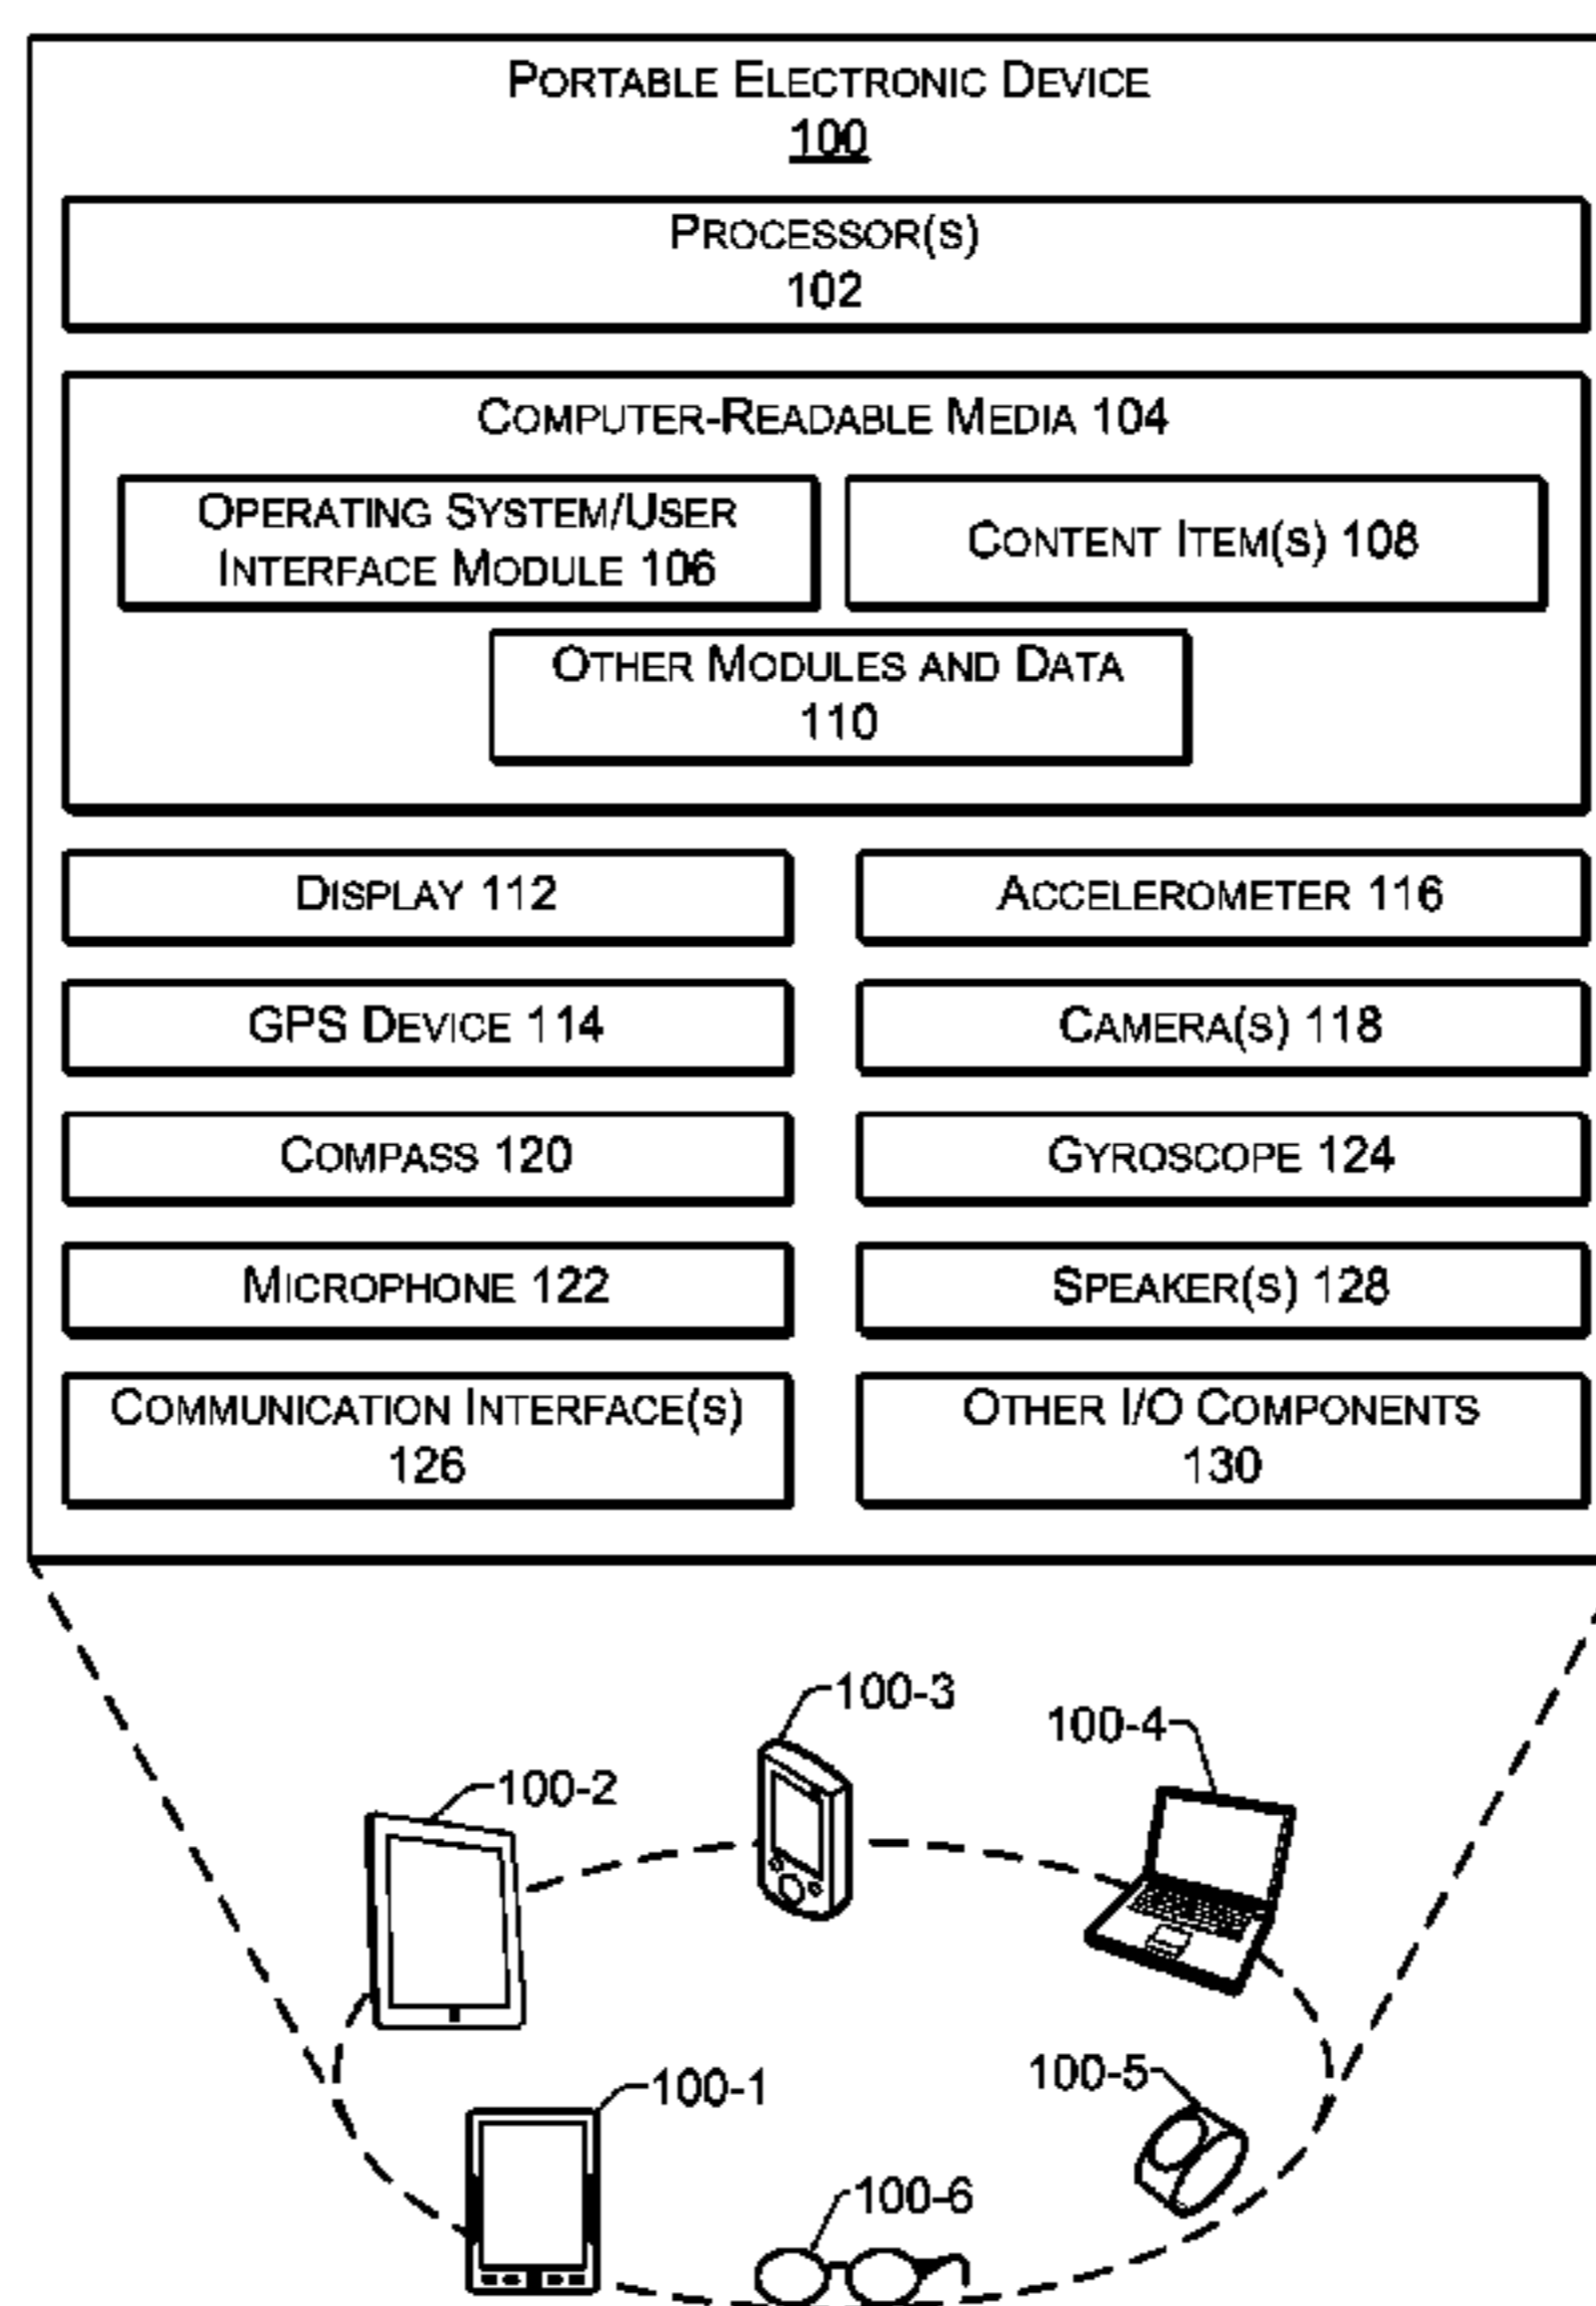 PORTABLE ELECTRONIC DEVICE
100
PROCESSOR(S)
102
COMPUTER-READABLE MEDIA 104
OPERATING SYSTEM/USER
INTERFACE MODULE 106
CONTENT ITEM(S) 108
OTHER MODULES AND DATA
110
DISPLAY 112
ACCELEROMETER 116
GPS DEVICE 114
CAMERA(S) 118
COMPASS 120
GYROSCOPE 124
MICROPHONE 122
SPEAKER(S) 128
COMMUNICATION INTERFACE(S)
126
OTHER I/O COMPONENTS
130
100-3
100-4
100-2
100-1
100-5
100-6